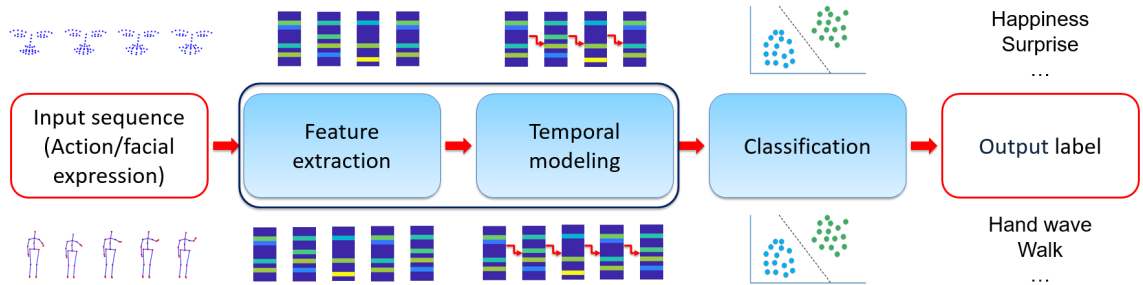 Happiness
Surprise
…
Input sequence
(Action/facial
expression)
Feature
extraction
Temporal
modeling
Classification
Output label
Hand wave
Walk
…